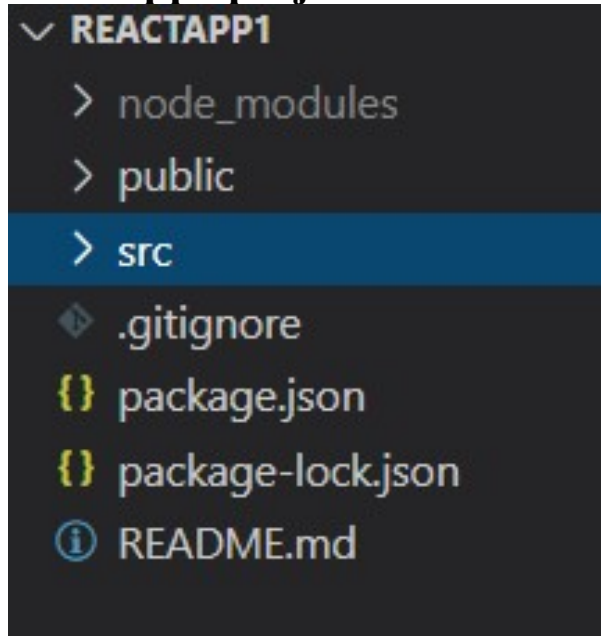 REACTAPP1
node_modules
public
src
.gitignore
{} package.json
{} package-lock.json
README.md